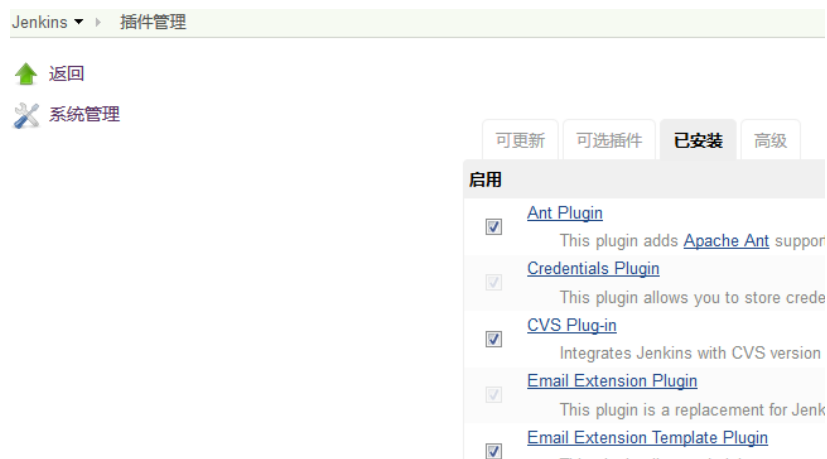 Jenkins 插件管理
返回
系统管理
可更新 可选插件 已安装 高级
启用
Ant Plugin
This plugin adds Apache Ant suppor
Credentials Plugin
This plugin allows you to store crede
CVS Plug-in
Integrates Jenkins with CVS version
Email Extension Plugin
This plugin is a replacement for Jenk
Email Extension Template Plugin